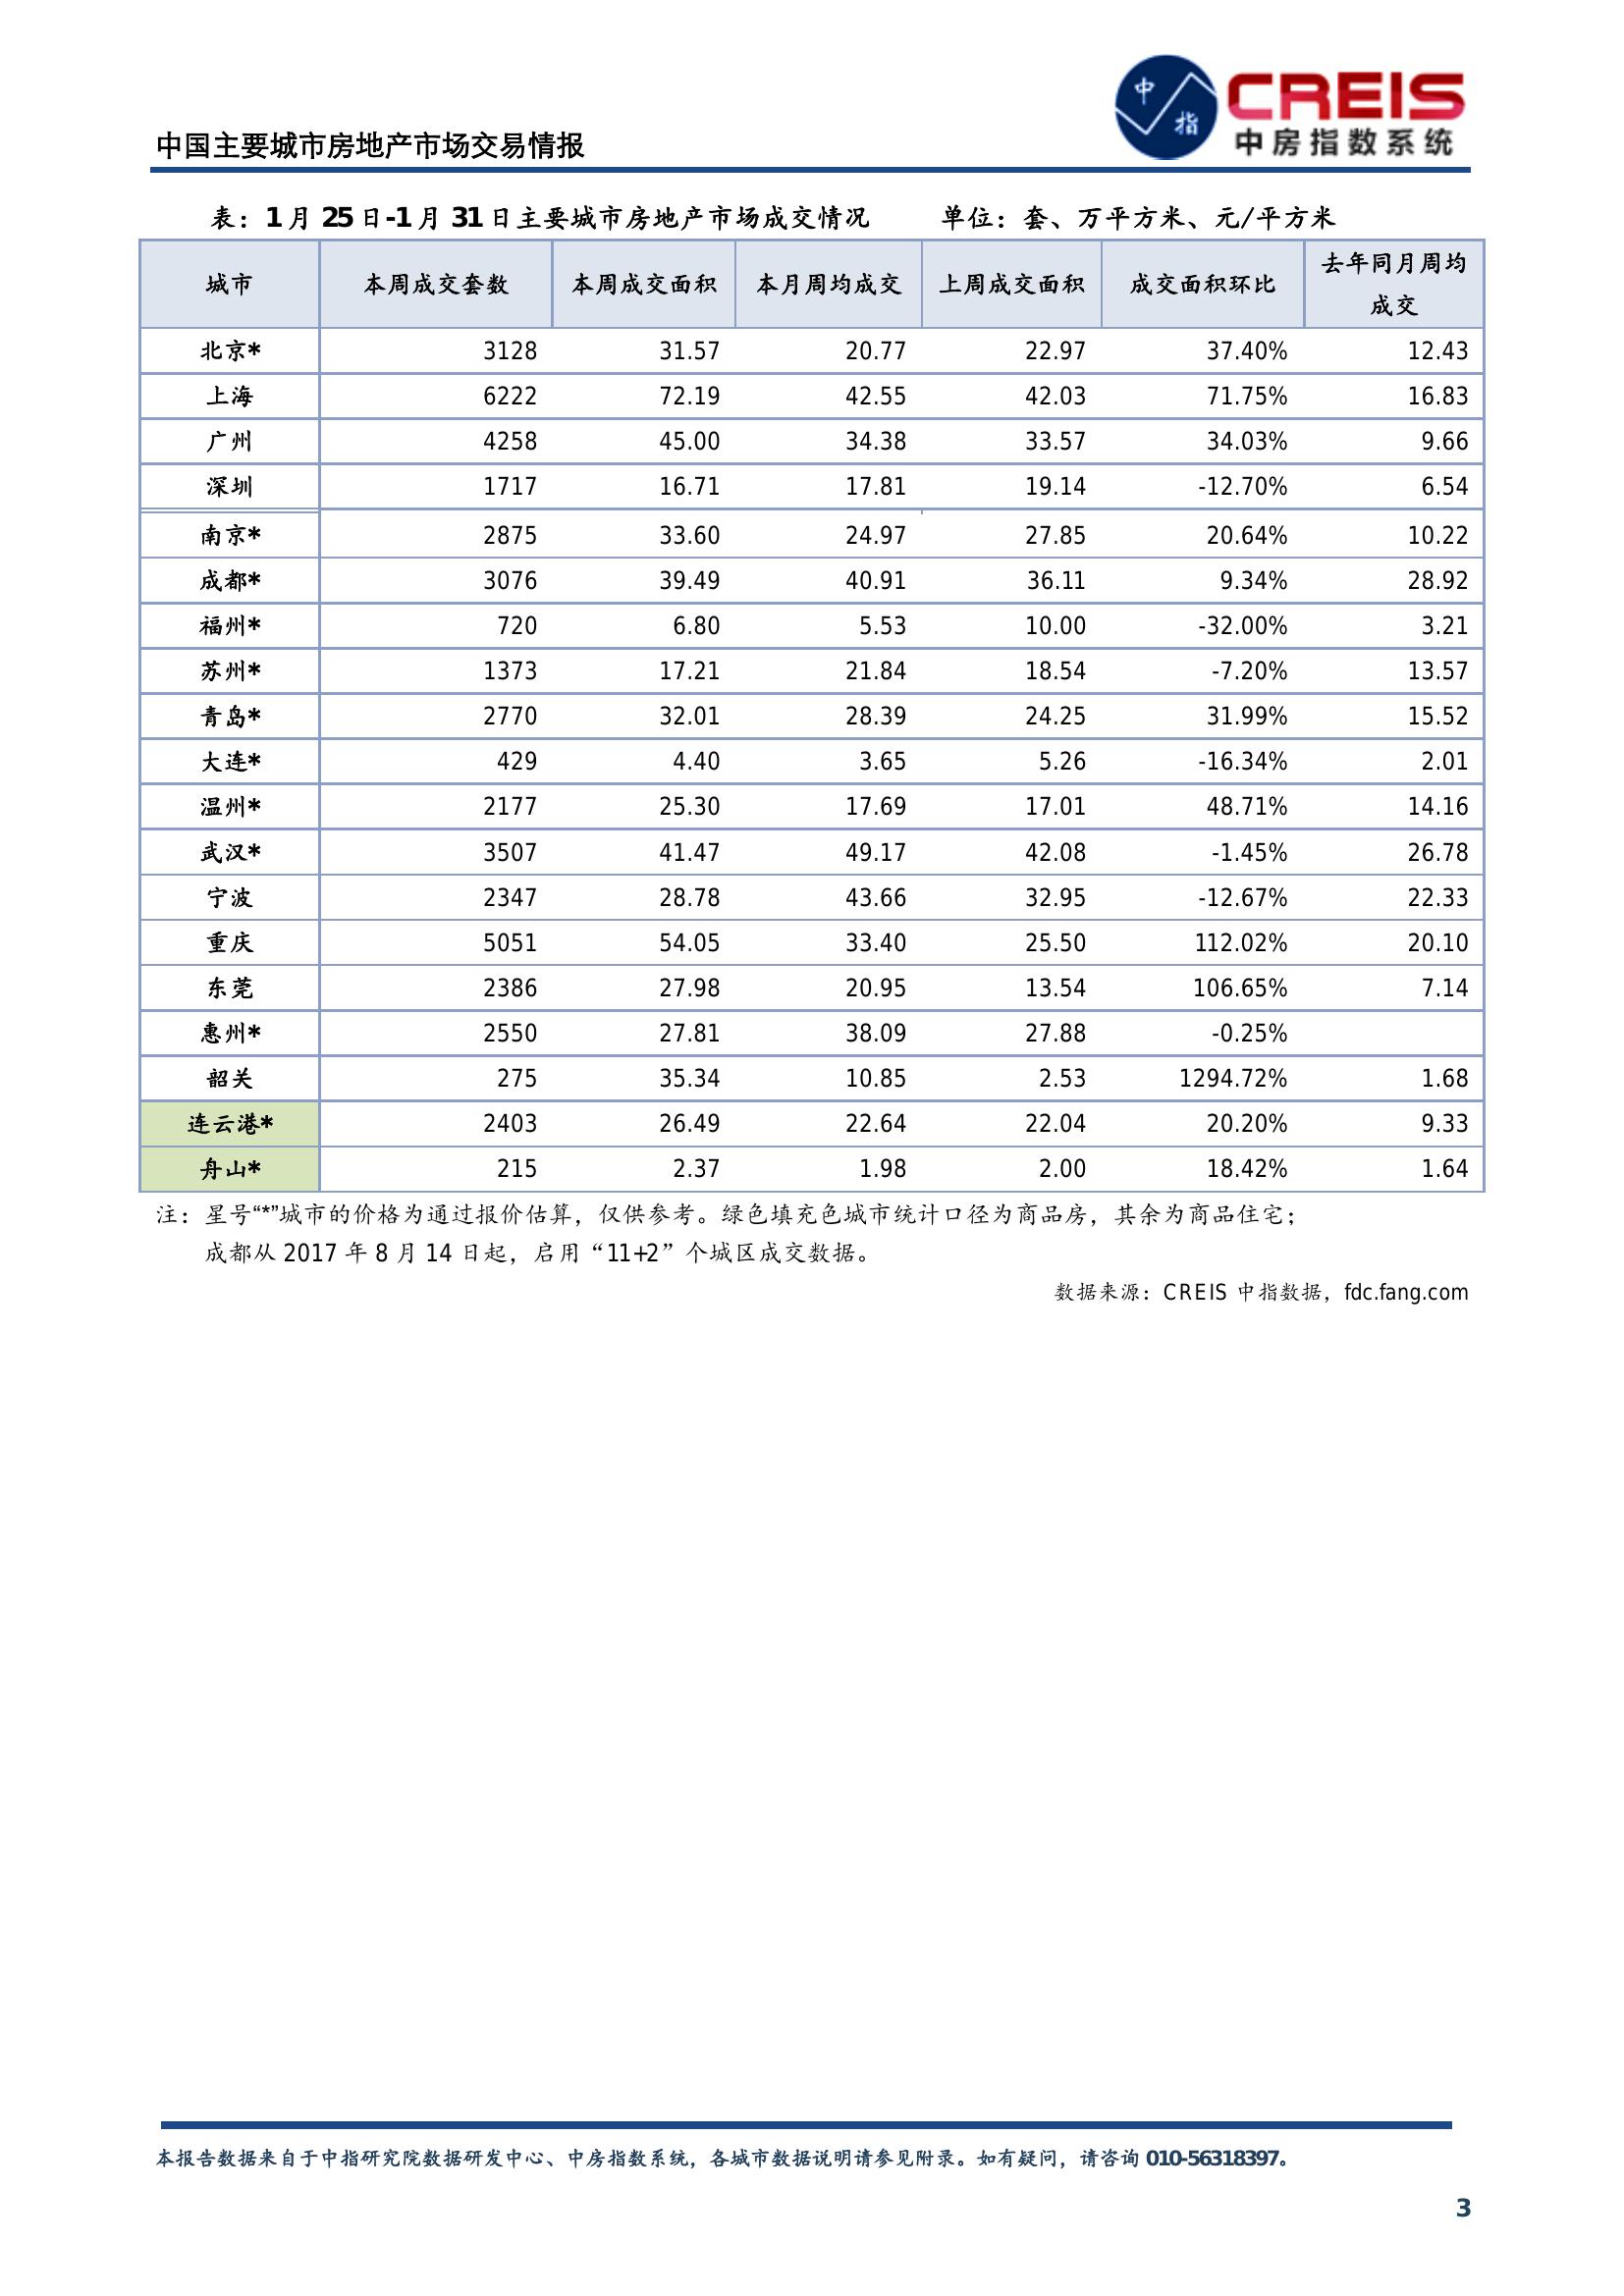 中指
CREIS
中房指数系统
中国主要城市房地产市场交易情报
表：1 月 25 日-1 月 31 日主要城市房地产市场成交情况 单位：套、万平方米、元/平方米
城市 本周成交套数 本周成交面积 本月周均成交 上周成交面积 成交面积环比 去年同月周均成交
北京* 3128 31.57 20.77 22.97 37.40% 12.43
上海 6222 72.19 42.55 42.03 71.75% 16.83
广州 4258 45.00 34.38 33.57 34.03% 9.66
深圳 1717 16.71 17.81 19.14 -12.70% 6.54
南京* 2875 33.60 24.97 27.85 20.64% 10.22
成都* 3076 39.49 40.91 36.11 9.34% 28.92
福州* 720 6.80 5.53 10.00 -32.00% 3.21
苏州* 1373 17.21 21.84 18.54 -7.20% 13.57
青岛* 2770 32.01 28.39 24.25 31.99% 15.52
大连* 429 4.40 3.65 5.26 -16.34% 2.01
温州* 2177 25.30 17.69 17.01 48.71% 14.16
武汉* 3507 41.47 49.17 42.08 -1.45% 26.78
宁波 2347 28.78 43.66 32.95 -12.67% 22.33
重庆 5051 54.05 33.40 25.50 112.02% 20.10
东莞 2386 27.98 20.95 13.54 106.65% 7.14
惠州* 2550 27.81 38.09 27.88 -0.25%
韶关 275 35.34 10.85 2.53 1294.72% 1.68
连云港* 2403 26.49 22.64 22.04 20.20% 9.33
舟山* 215 2.37 1.98 2.00 18.42% 1.64
注：星号“*”城市的价格为通过报价估算，仅供参考。绿色填充色城市统计口径为商品房，其余为商品住宅；
成都从 2017 年 8 月 14 日起，启用“11+2”个城区成交数据。
数据来源：CREIS 中指数据，fdc.fang.com
本报告数据来自于中指研究院数据研发中心、中房指数系统，各城市数据说明请参见附录。如有疑问，请咨询 010-56318397。
3